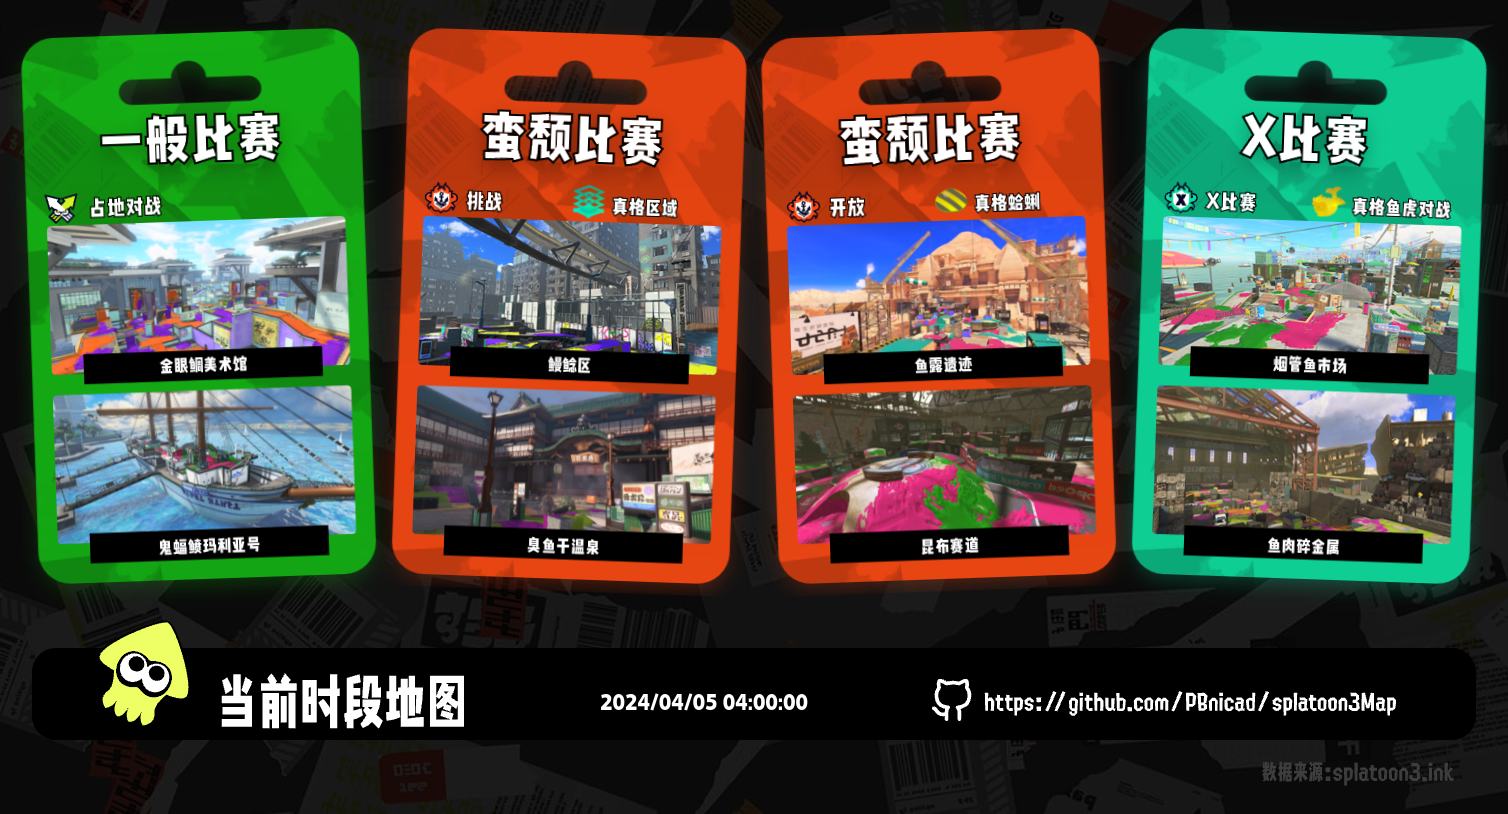 一般比赛
占地对战
金眼鲷美术馆
鬼蝠鲼玛利亚号
蛮颓比赛
挑战
真格区域
鳗鲶区
臭鱼干温泉
蛮颓比赛
开放
真格蛤蜊
鱼露遗迹
昆布赛道
X比赛
X比赛
真格鱼虎对战
烟管鱼市场
鱼肉碎金属
当前时段地图
2024/04/05 04:00:00
https://github.com/PBnicad/splatoon3Map
数据来源:splatoon3.ink